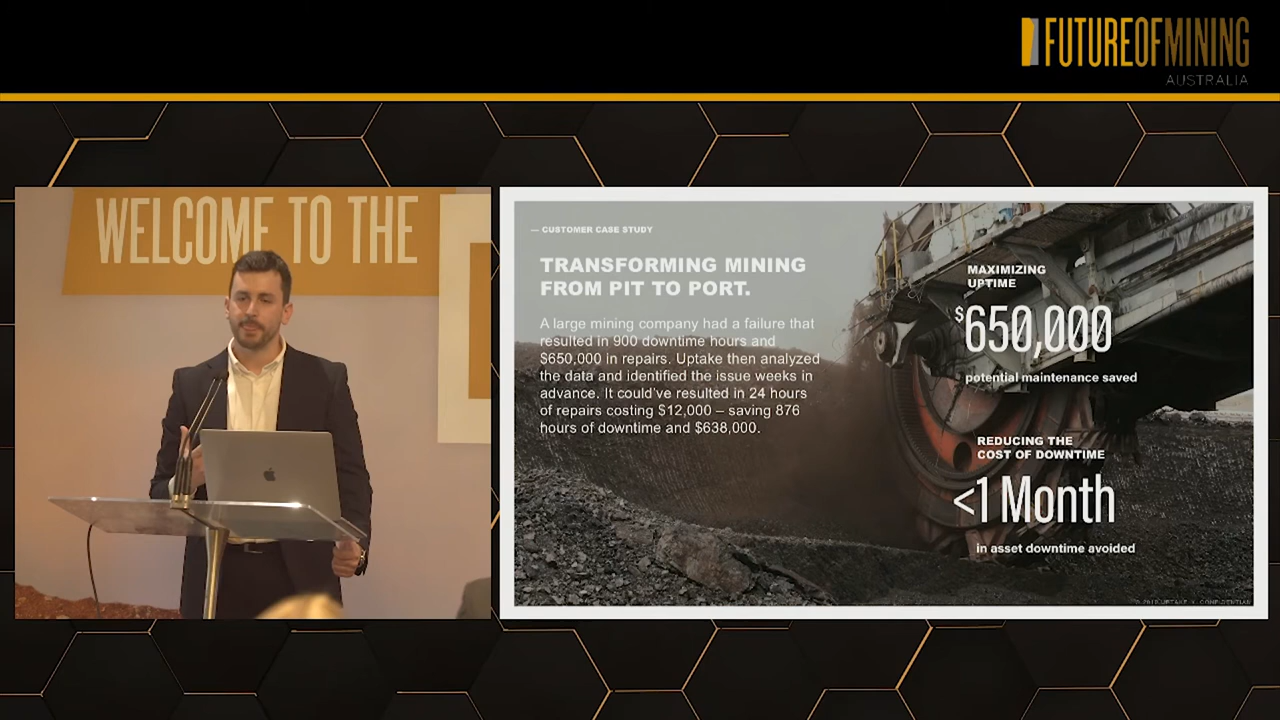 FUTUREOFMINING
AUSTRALIA
WELCOME TO THE
— CUSTOMER CASE STUDY
TRANSFORMING MINING
FROM PIT TO PORT.
A large mining company had a failure that
resulted in 900 downtime hours and
$650,000 in repairs. Uptake then analyzed
the data and identified the issue weeks in
advance. It could've resulted in 24 hours
of repairs costing $12,000 – saving 876
hours of downtime and $638,000.
MAXIMIZING
UPTIME
$650,000
potential maintenance saved
REDUCING THE
COST OF DOWNTIME
<1 Month
in asset downtime avoided